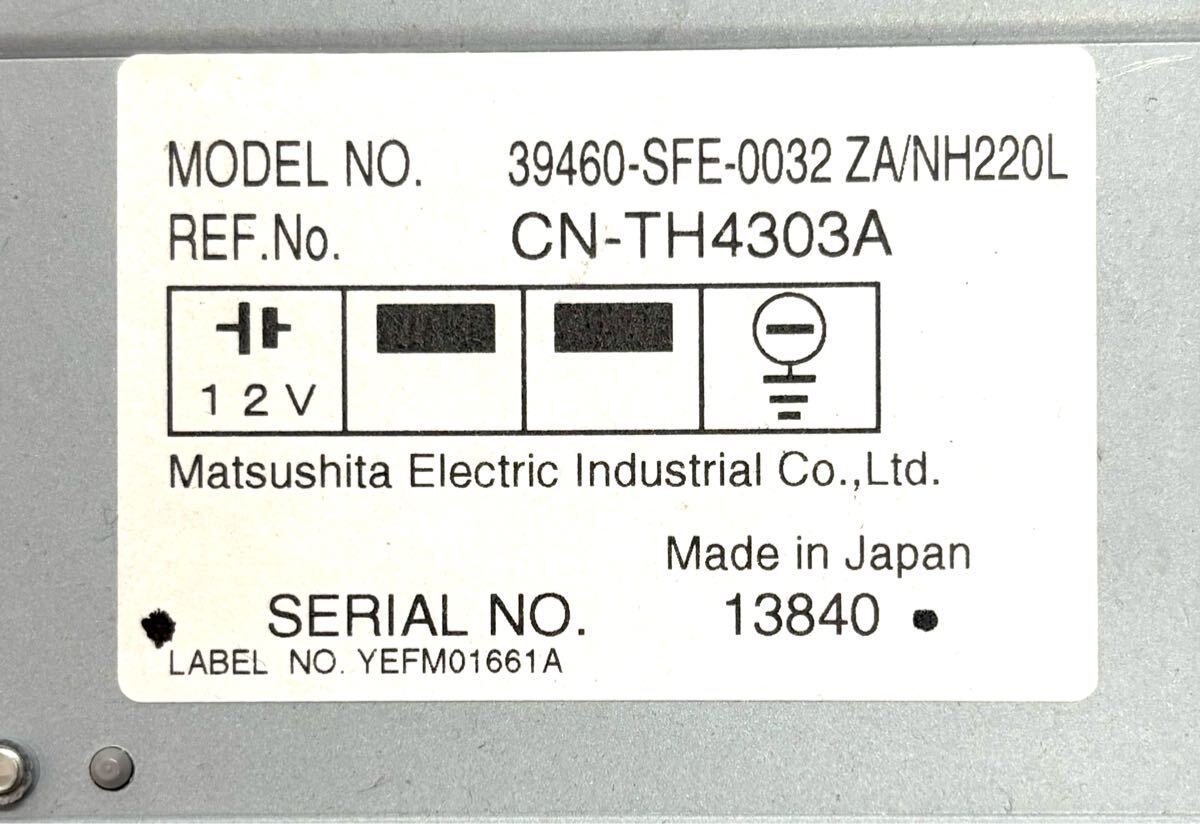 MODEL NO. 39460-SFE-0032 ZA/NH220L
REF.No. CN-TH4303A
12V
Matsushita Electric Industrial Co.,Ltd.
Made in Japan
SERIAL NO. 13840
LABEL NO. YEFM01661A